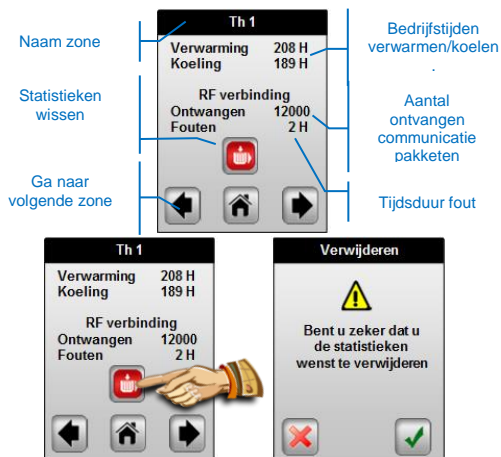 Naam zone
Statistieken
wissen
Ga naar
volgende zone
Th 1
Verwarming 208 H
Koeling 189 H
RF verbinding
Ontwangen 12000
Fouten 2 H
Bedrijfstijden
verwarmen/koelen
.
Aantal
ontvangen
communicatie
pakketen
Tijdsduur fout
Th 1
Verwarming 208 H
Koeling 189 H
RF verbinding
Ontwangen 12000
Fouten 2 H
Verwijderen
Bent u zeker dat u
de statistieken
wenst te verwijderen